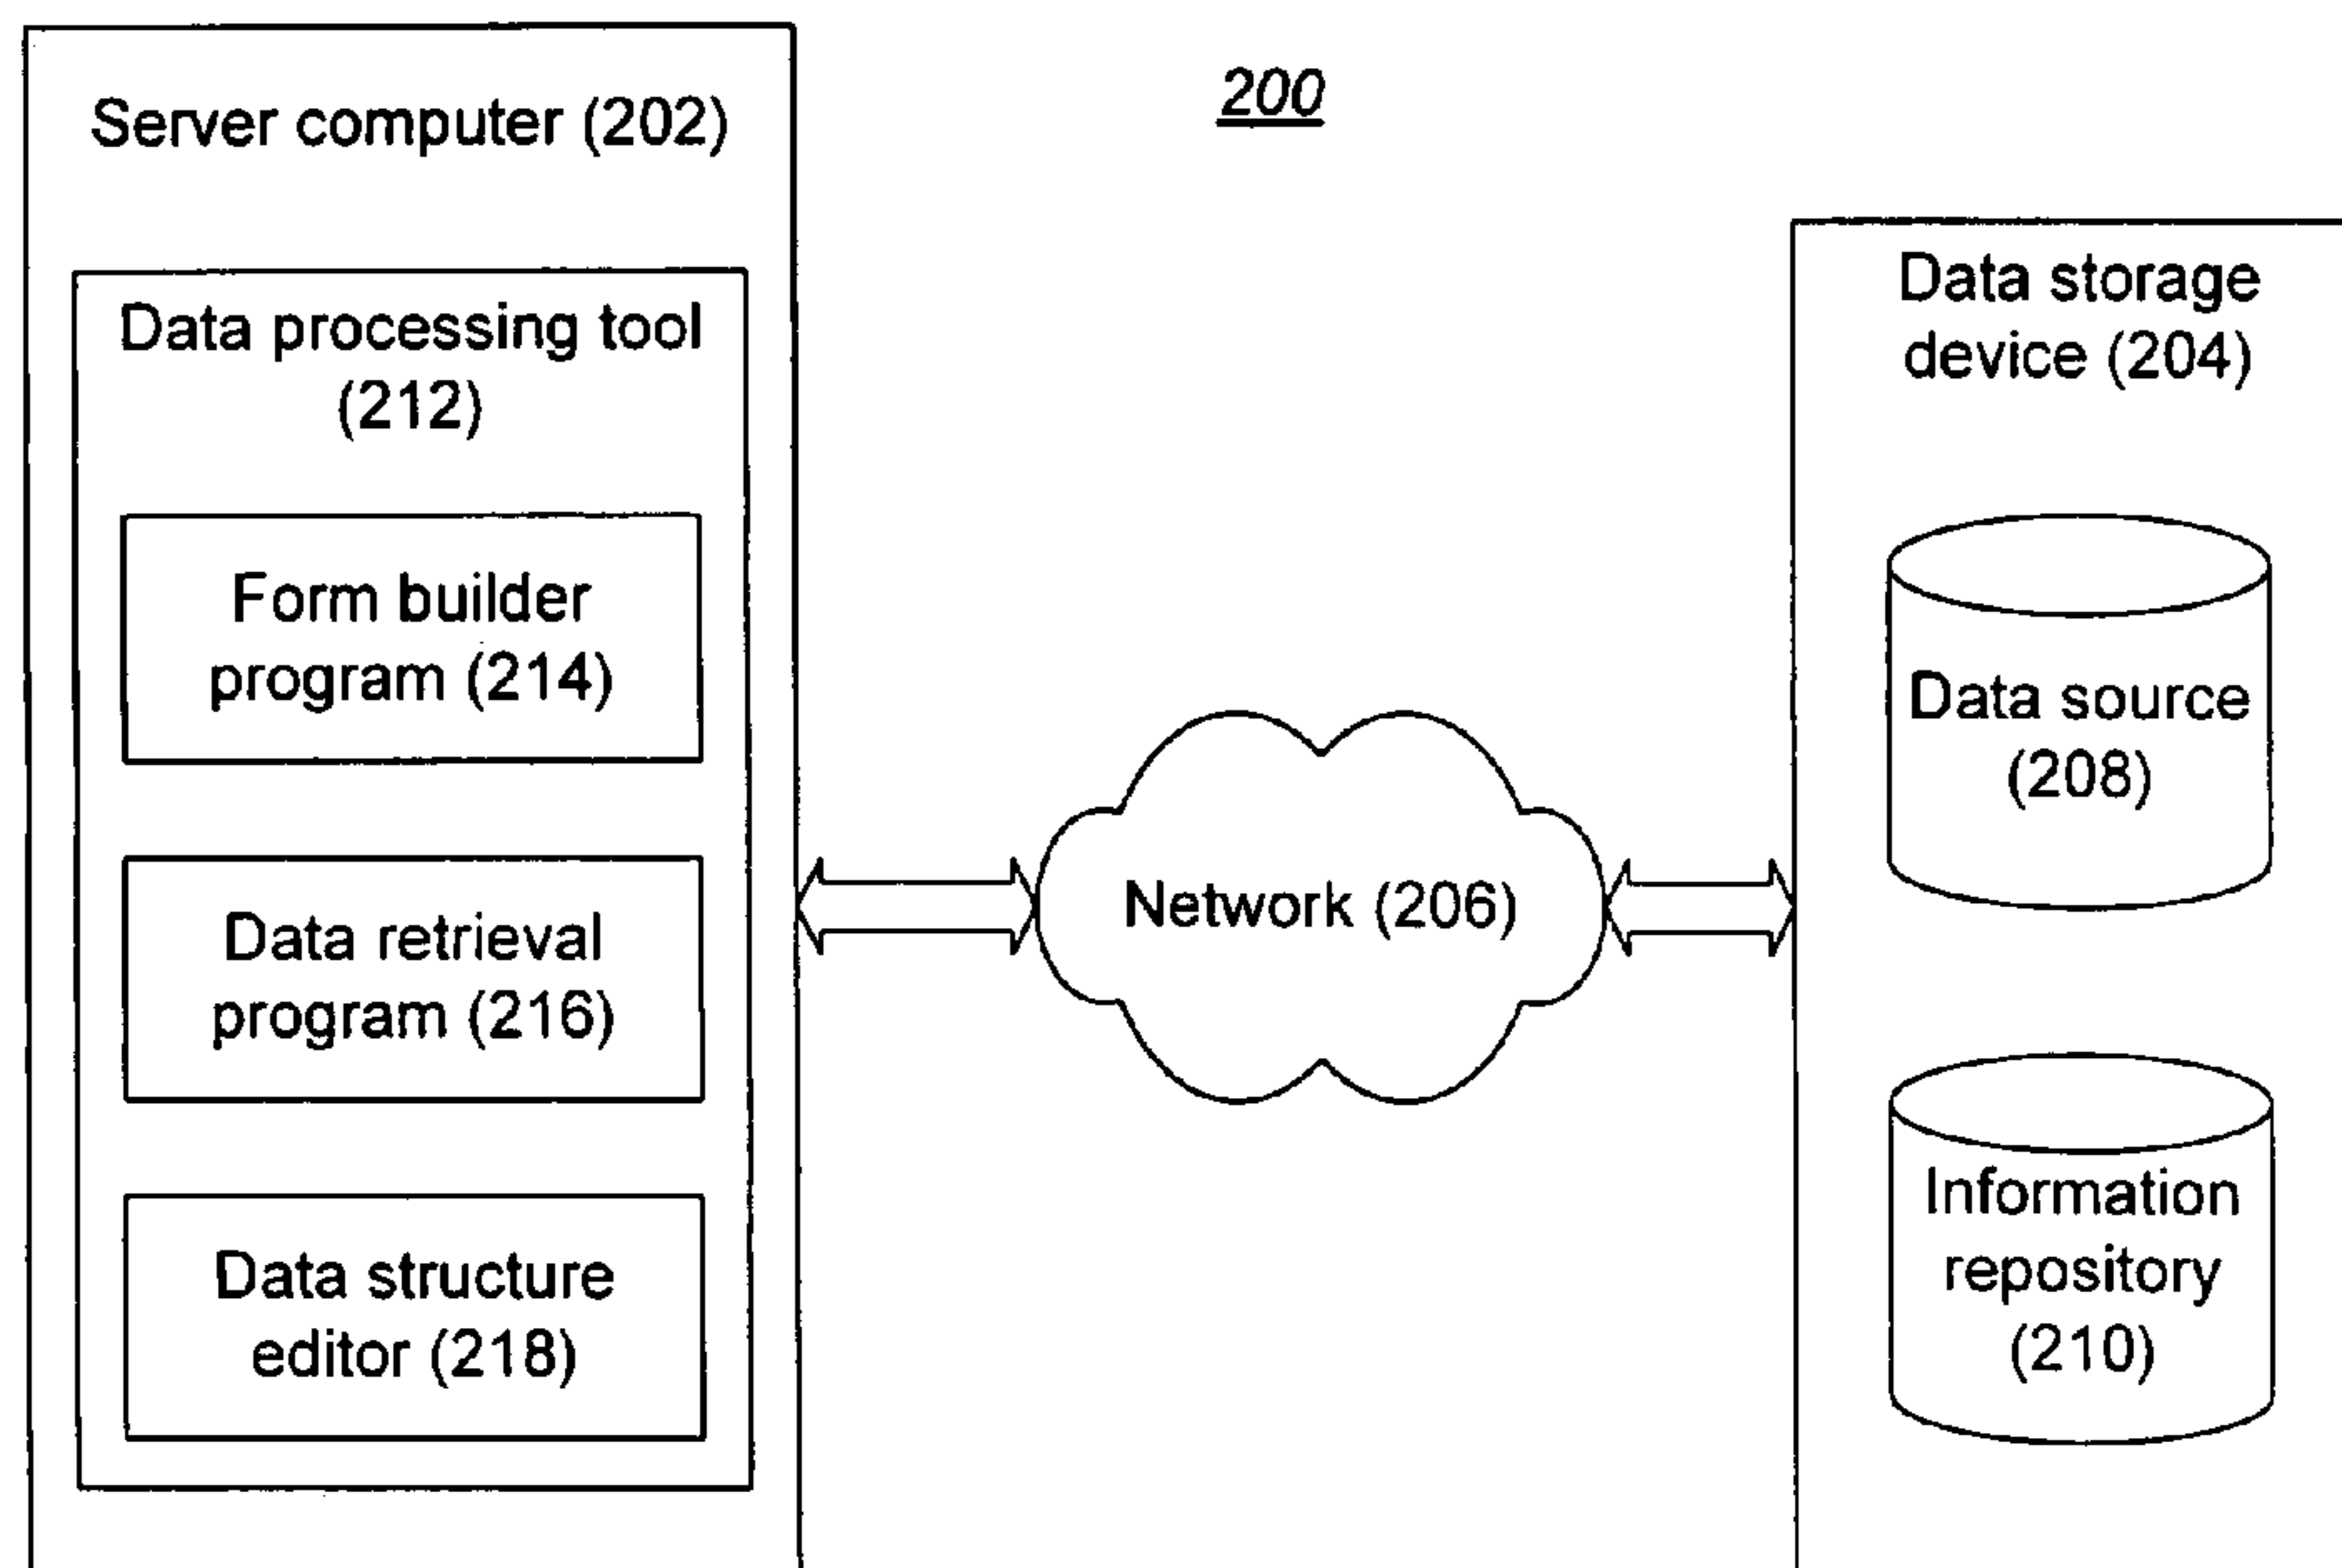 200
Server computer (202)
Data processing tool
(212)
Form builder
program (214)
Data retrieval
program (216)
Data structure
editor (218)
Network (206)
Data storage
device (204)
Data source
(208)
Information
repository
(210)